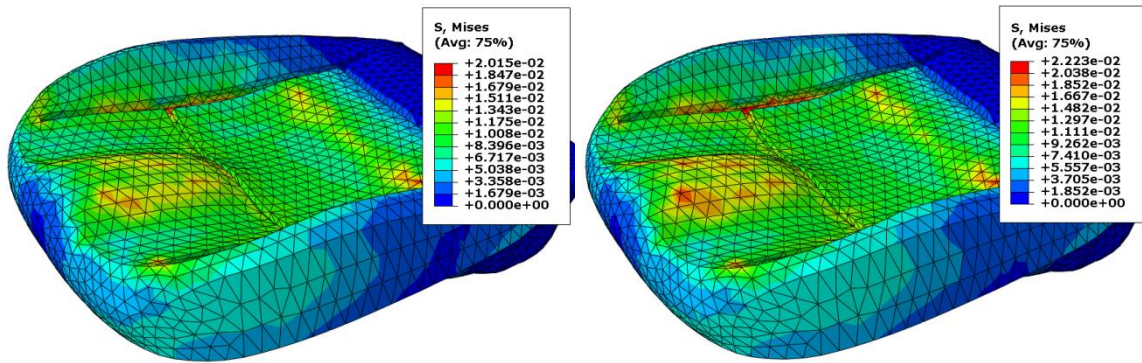 S, Mises
(Avg: 75%)
+2.015e-02
+1.847e-02
+1.679e-02
+1.511e-02
+1.343e-02
+1.175e-02
+1.008e-02
+8.396e-03
+6.717e-03
+5.038e-03
+3.358e-03
+1.679e-03
+0.000e+00
S, Mises
(Avg: 75%)
+2.223e-02
+2.038e-02
+1.852e-02
+1.667e-02
+1.482e-02
+1.297e-02
+1.111e-02
+9.262e-03
+7.410e-03
+5.557e-03
+3.705e-03
+1.852e-03
+0.000e+00